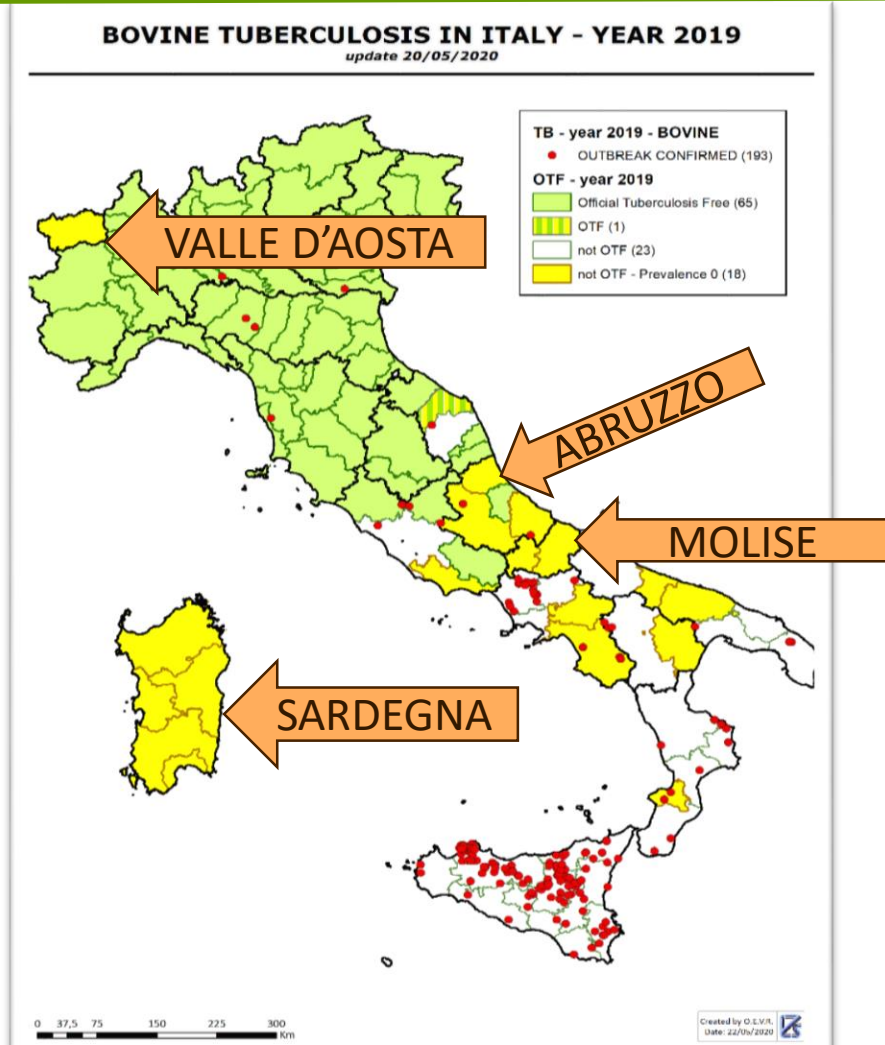 BOVINE TUBERCULOSIS IN ITALY - YEAR 2019
update 20/05/2020
TB - year 2019 - BOVINE
OUTBREAK CONFIRMED (193)
OTF - year 2019
Official Tuberculosis Free (65)
OTF (1)
not OTF (23)
not OTF - Prevalence 0 (18)
VALLE D'AOSTA
ABRUZZO
MOLISE
SARDEGNA
0 37,5 75 150 225 300
Km
Created by O.E.V.R.
Date: 22/05/2020